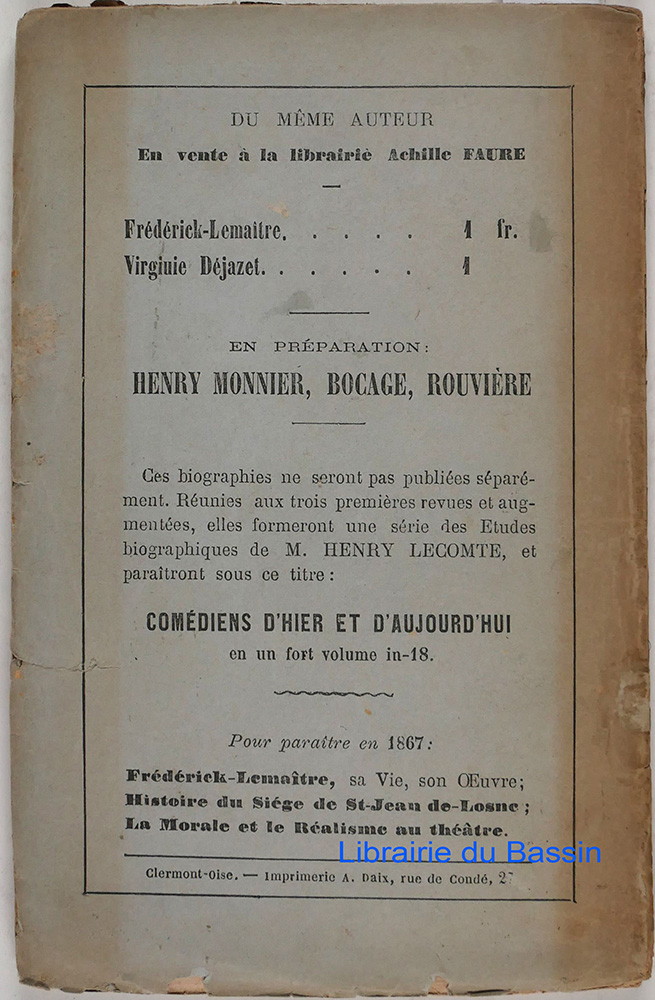 DU MÊME AUTEUR
En vente à la librairie Achille FAURE
Frédérick-Lemaître. . . . . 1 fr.
Virginie Déjazet. . . . . . 1
EN PRÉPARATION:
HENRY MONNIER, BOCAGE, ROUVIÈRE
Ces biographies ne seront pas publiées séparé-
ment. Réunies aux trois premières revues et aug-
mentées, elles formeront une série des Etudes
biographiques de M. HENRY LECOMTE, et
paraîtront sous ce titre :
COMÉDIENS D'HIER ET D'AUJOURD'HUI
en un fort volume in-18.
Pour paraître en 1867:
Frédérick-Lemaître, sa Vie, son Œuvre;
Histoire du Siége de St-Jean de-Losne ;
La Morale et le Réalisme au théâtre.
Librairie du Bassin
Clermont-Oise. — Imprimerie A. Daix, rue de Condé,